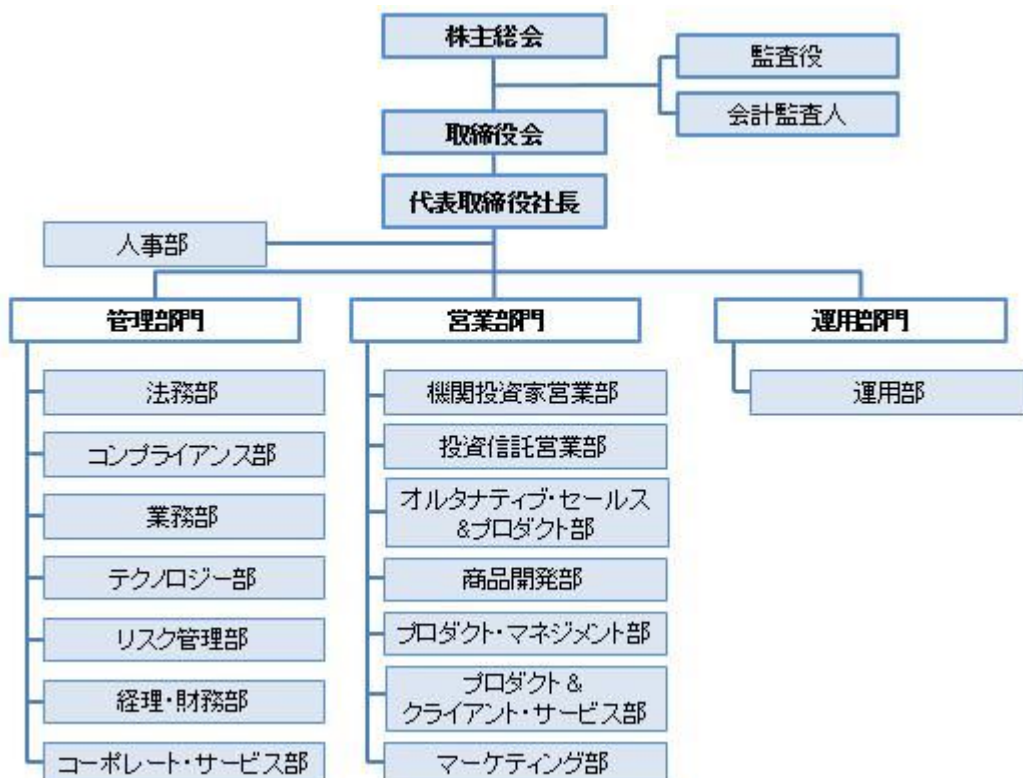 株主総会
監査役
会計監査人
取締役会
代表取締役社長
人事部
管理部門
法務部
コンプライアンス部
業務部
テクノロジー部
リスク管理部
経理・財務部
コーポレート・サービス部
営業部門
機関投資家営業部
投資信託営業部
オルタナティブ・セールス
&プロダクト部
商品開発部
プロダクト・マネジメント部
プロダクト&
クライアント・サービス部
マーケティング部
運用部門
運用部